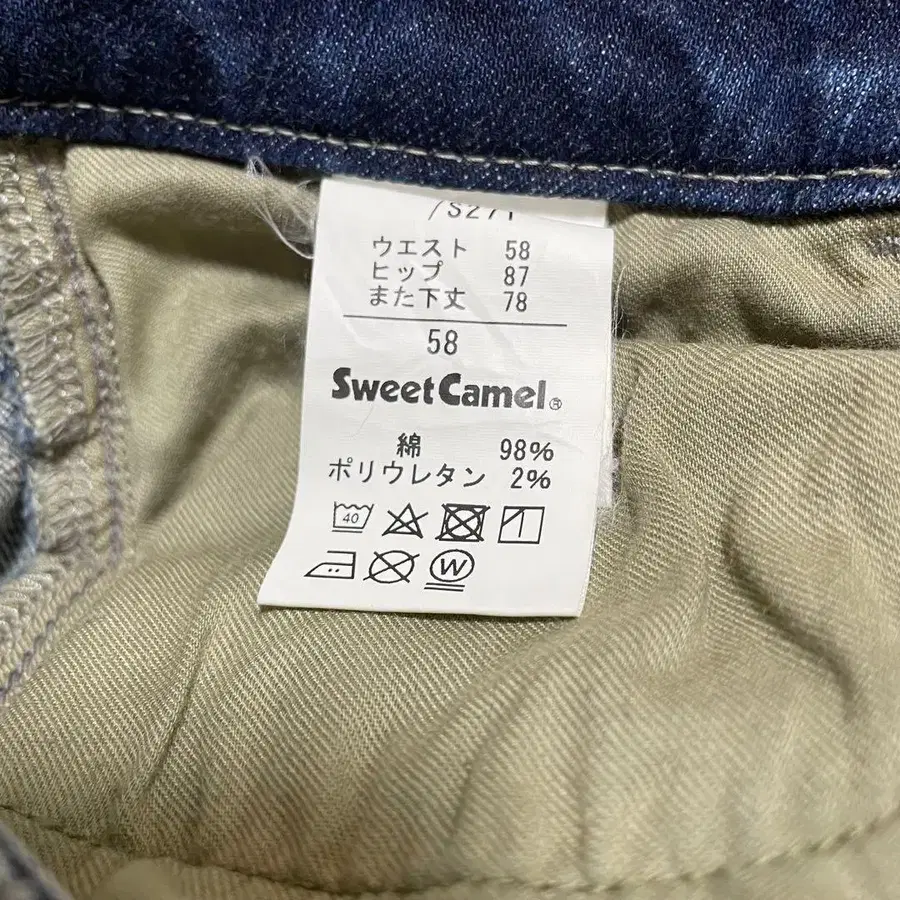 ウエスト 58
ヒップ 87
また下丈 78
58
SweetCamel®
綿 98%
ポリウレタン 2%
40
W